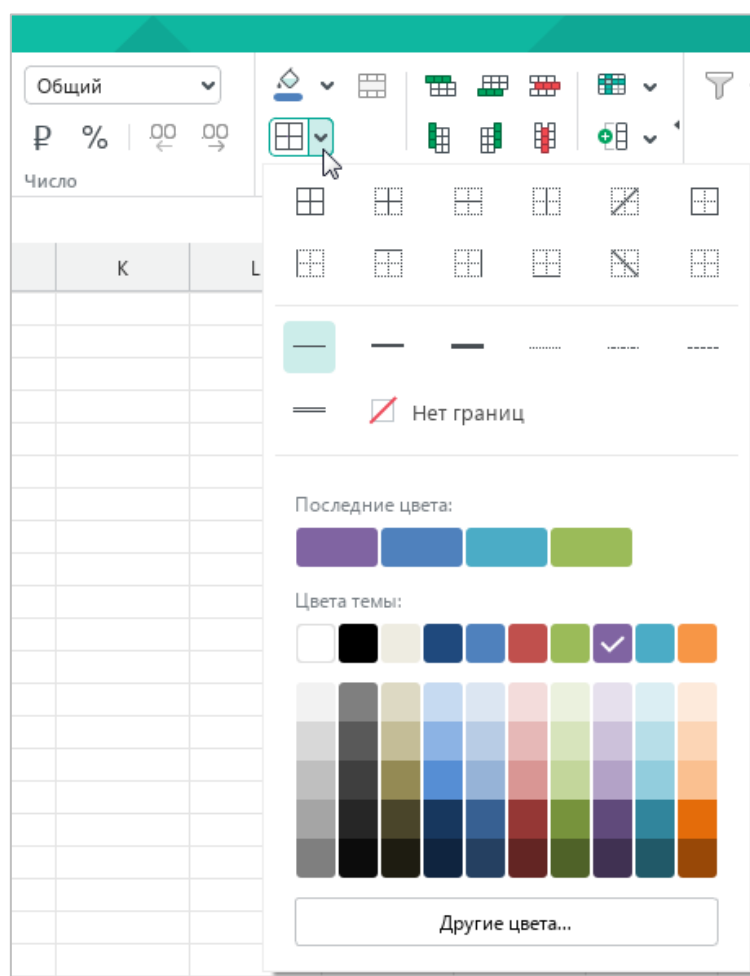 Общий
₽ % .00 .00
Число
K L
Нет границ
Последние цвета:
Цвета темы:
Другие цвета...